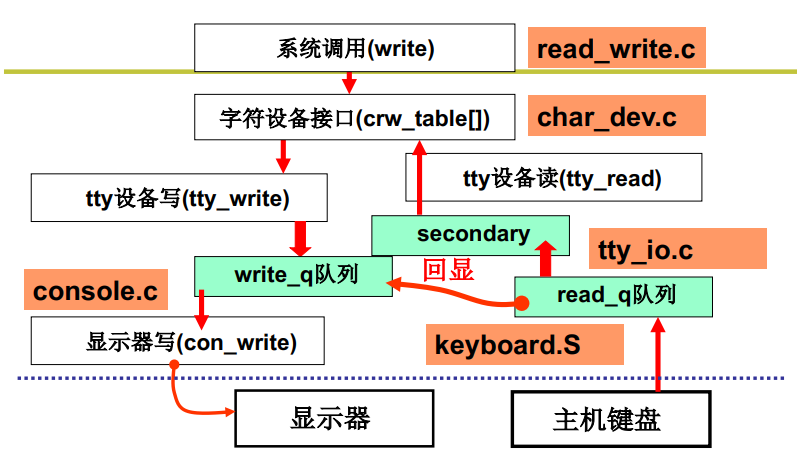 系统调用(write)
read_write.c
字符设备接口(crw_table[])
char_dev.c
tty设备写(tty_write)
tty设备读(tty_read)
secondary
tty_io.c
write_q队列
回显
console.c
read_q队列
显示器写(con_write)
keyboard.S
显示器
主机键盘